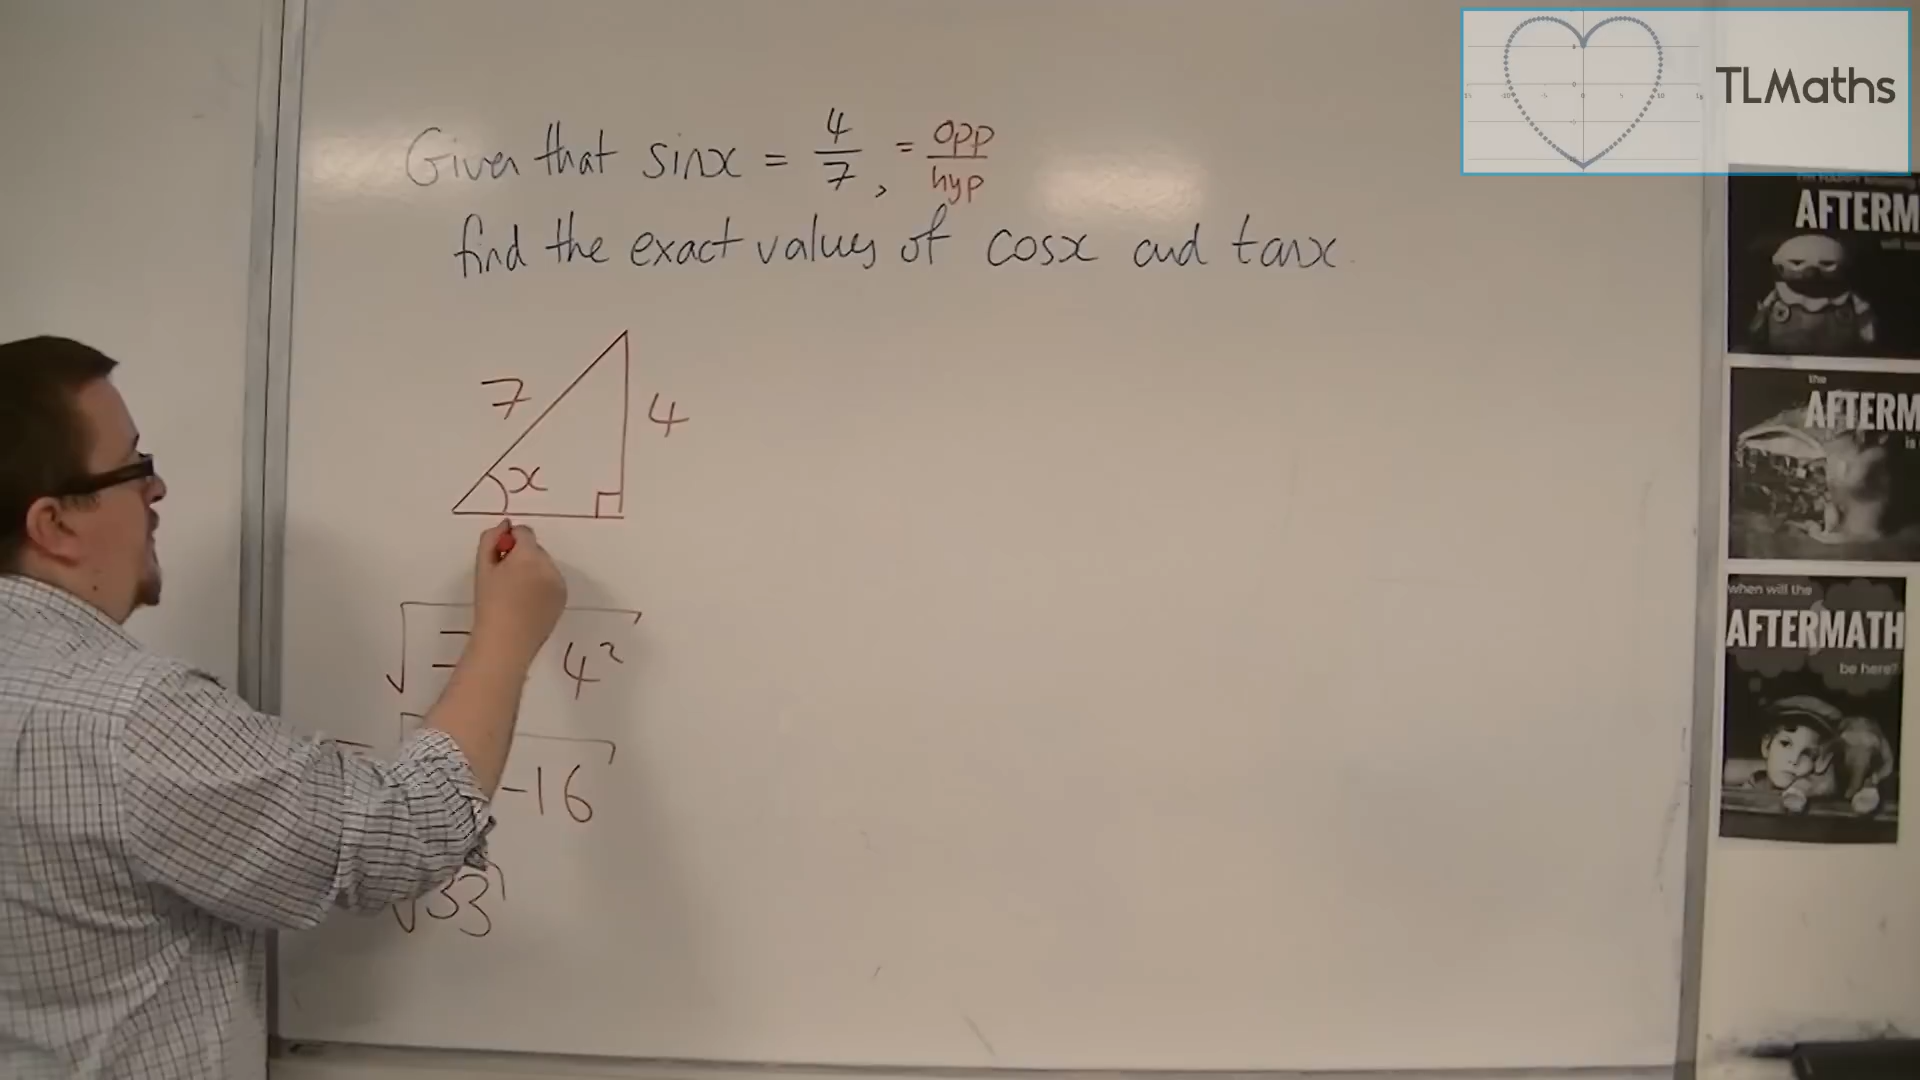 TLMaths
Given that sinx = 4/7, = opp/hyp
find the exact values of cosx and tanx.
7
4
x
4²
-16
√33
AFTERM
the
AFTERM
is
when will the
AFTERMATH
be here?